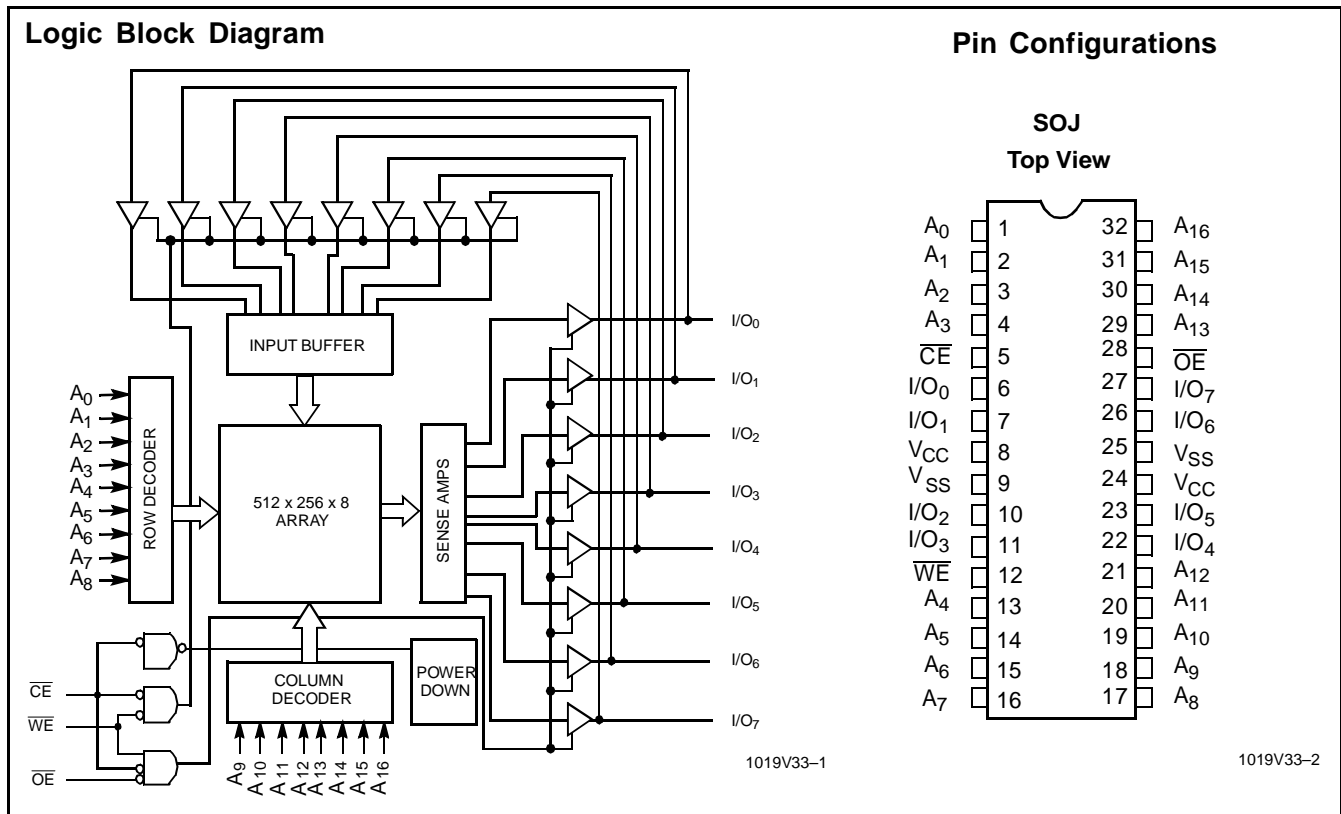 Logic Block Diagram
INPUT BUFFER
A0
A1
A2
A3
A4
A5
A6
A7
A8
ROW DECODER
512 x 256 x 8
ARRAY
SENSE AMPS
I/O0
I/O1
I/O2
I/O3
I/O4
I/O5
I/O6
I/O7
COLUMN
DECODER
POWER
DOWN
CE
WE
OE
A9
A10
A11
A12
A13
A14
A15
A16
1019V33–1
Pin Configurations
SOJ
Top View
A0 1 32 A16
A1 2 31 A15
A2 3 30 A14
A3 4 29 A13
CE 5 28 OE
I/O0 6 27 I/O7
I/O1 7 26 I/O6
VCC 8 25 VSS
VSS 9 24 VCC
I/O2 10 23 I/O5
I/O3 11 22 I/O4
WE 12 21 A12
A4 13 20 A11
A5 14 19 A10
A6 15 18 A9
A7 16 17 A8
1019V33–2